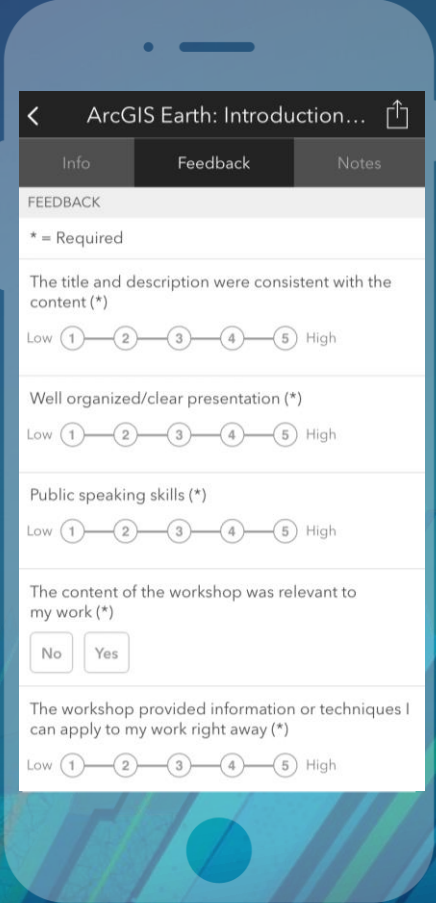 ArcGIS Earth: Introduction...
Info Feedback Notes
FEEDBACK
* = Required
The title and description were consistent with the
content (*)
Low 1 2 3 4 5 High
Well organized/clear presentation (*)
Low 1 2 3 4 5 High
Public speaking skills (*)
Low 1 2 3 4 5 High
The content of the workshop was relevant to
my work (*)
No Yes
The workshop provided information or techniques I
can apply to my work right away (*)
Low 1 2 3 4 5 High